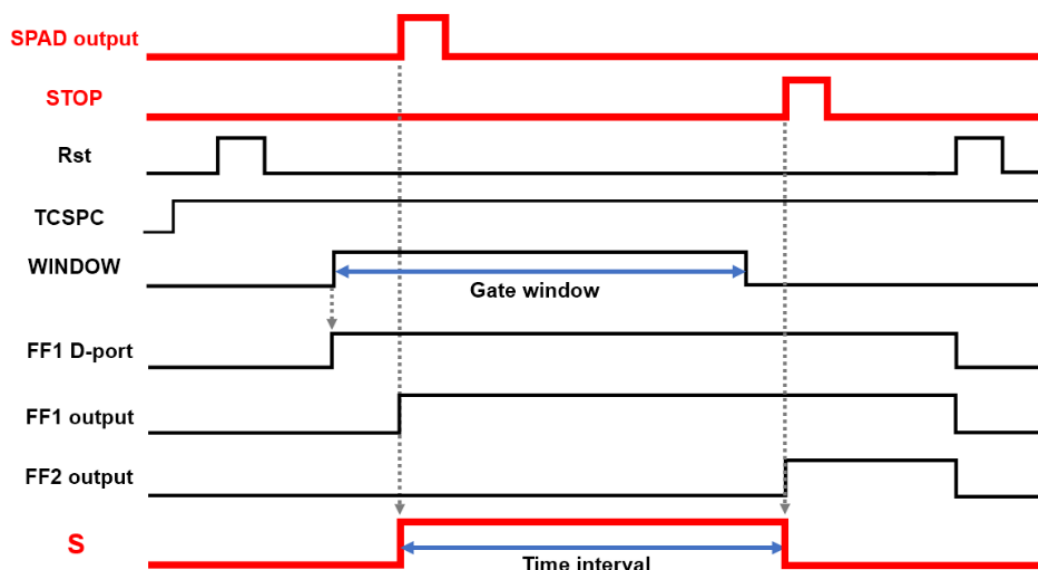 SPAD output
STOP
Rst
TCSPC
WINDOW
Gate window
FF1 D-port
FF1 output
FF2 output
S
Time interval